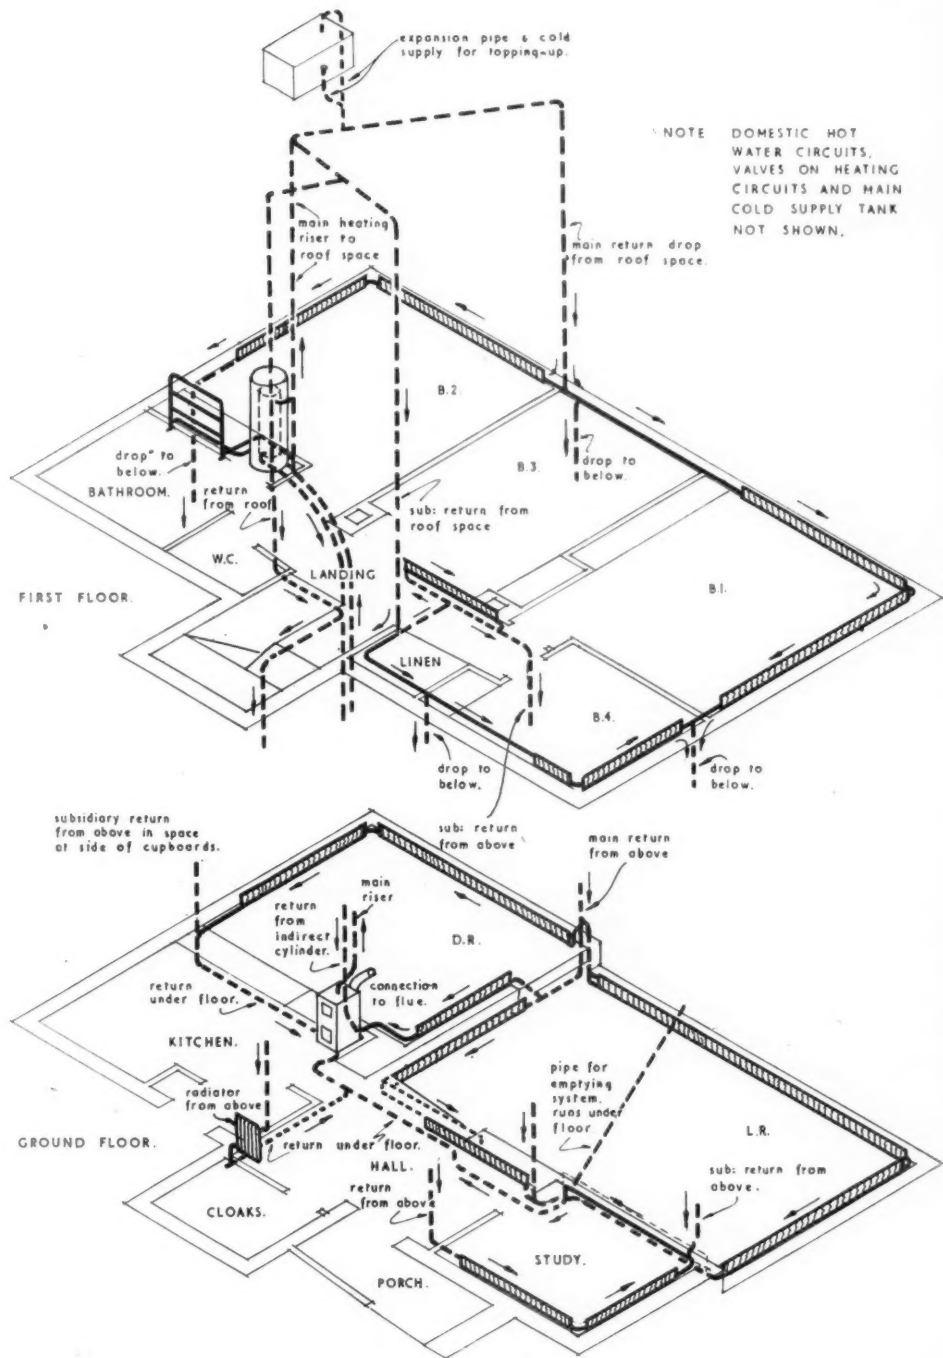 expansion pipe & cold
supply for topping-up.
NOTE DOMESTIC HOT
WATER CIRCUITS,
VALVES ON HEATING
CIRCUITS AND MAIN
COLD SUPPLY TANK
NOT SHOWN.
main heating
riser to
roof space
main return drop
from roof space.
B.2.
B.3.
drop to
below.
BATHROOM.
return
from roof
drop to
below.
sub: return from
roof space
W.C.
LANDING
B.1.
FIRST FLOOR.
LINEN
B.4.
drop to
below.
drop to
below.
sub: return
from above
subsidiary return
from above in space
at side of cupboards.
main return
from above
main
riser
return
from
indirect
cylinder.
D.R.
connection
to flue.
return
under floor.
KITCHEN.
radiator
from above
pipe for
emptying
system.
runs under
floor
L.R.
GROUND FLOOR.
return under floor.
HALL.
return
from above
sub: return from
above.
CLOAKS.
STUDY.
PORCH.